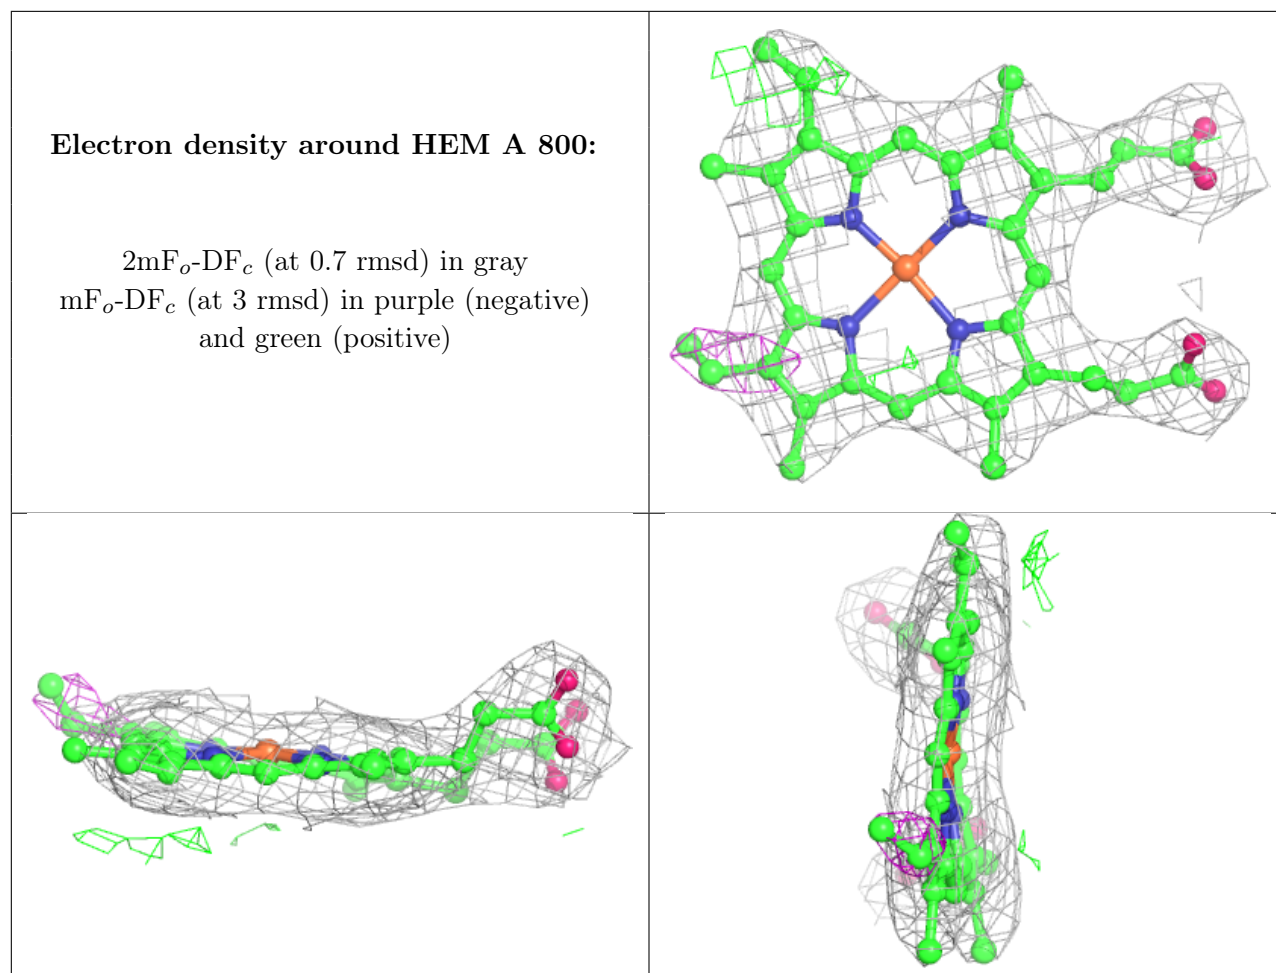 Electron density around HEM A 800:
2mFo-DFc (at 0.7 rmsd) in gray
mFo-DFc (at 3 rmsd) in purple (negative)
and green (positive)